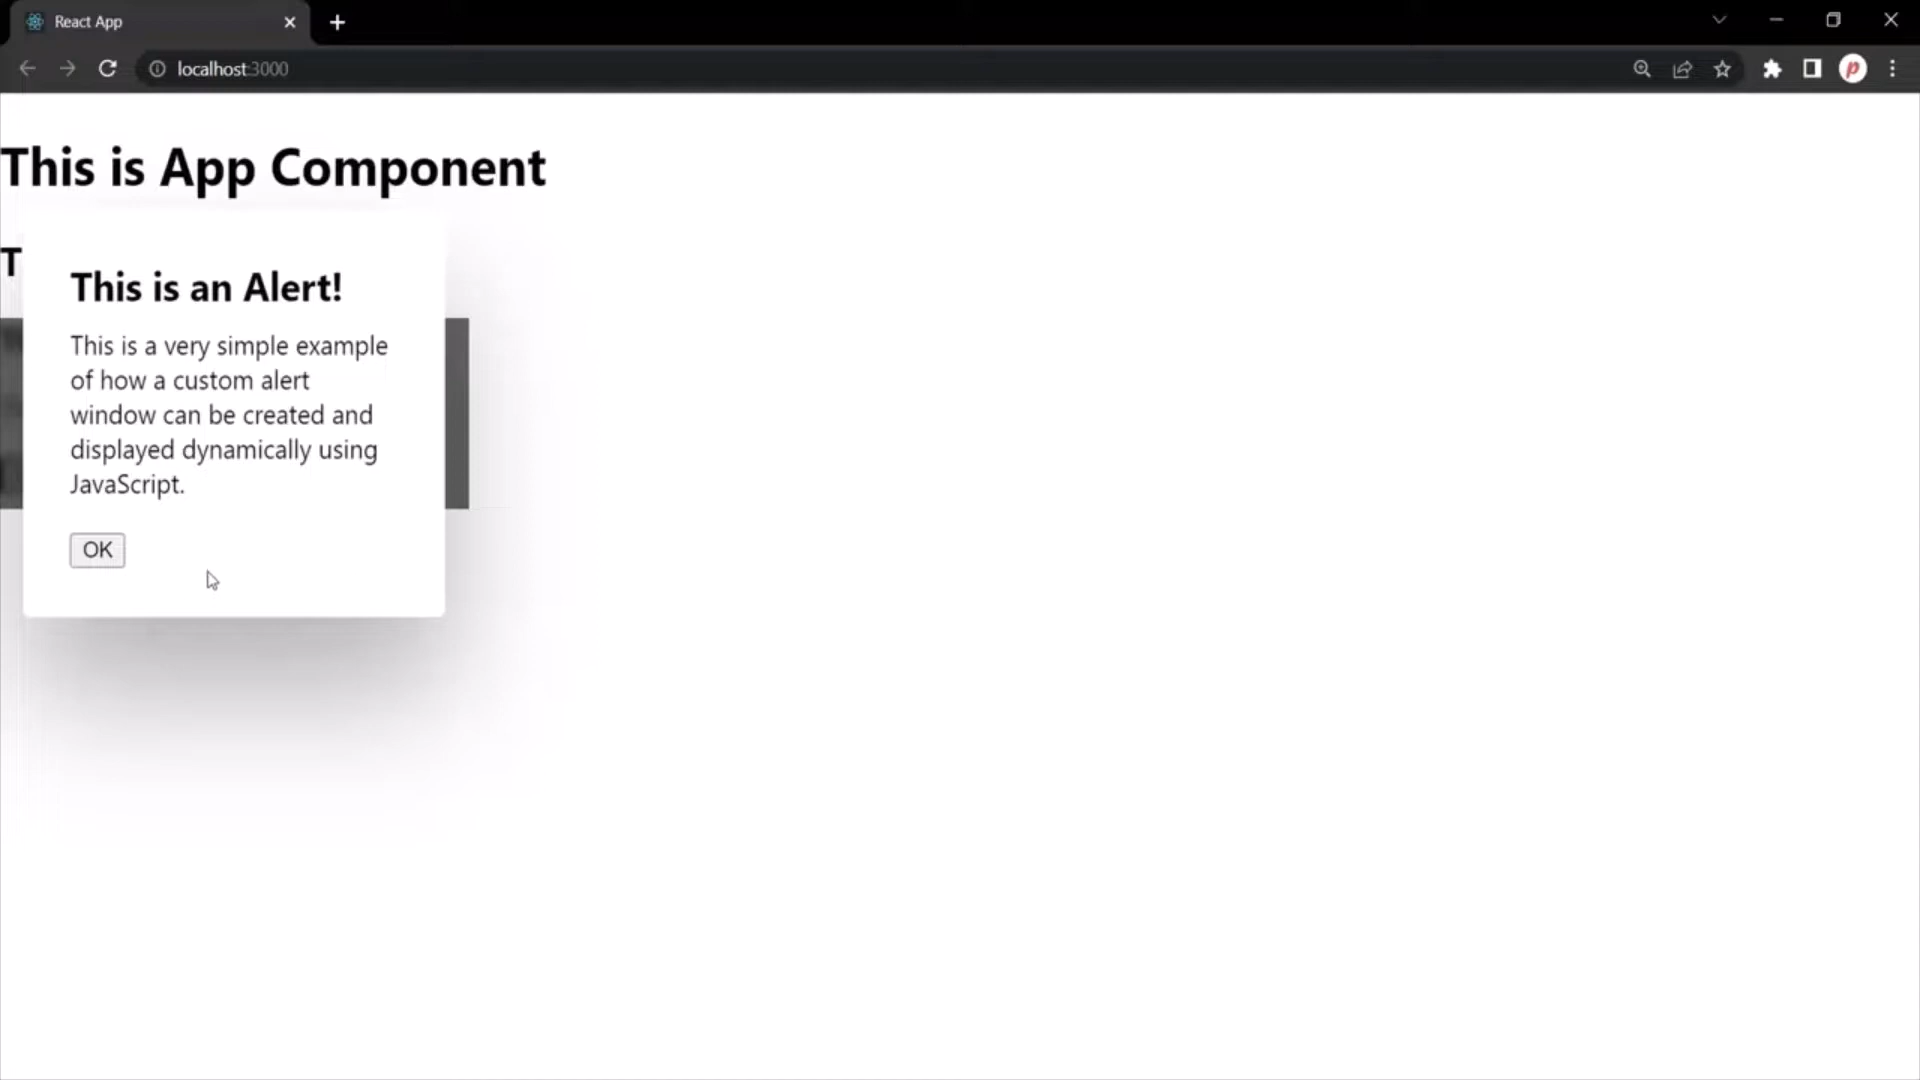 React App
localhost:3000
This is App Component
T
This is an Alert!
This is a very simple example
of how a custom alert
window can be created and
displayed dynamically using
JavaScript.
OK